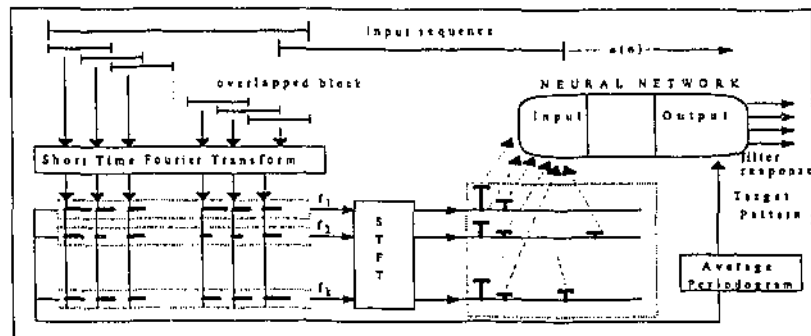 Input sequence
overlapped block
NEURAL NETWORK
Input
Output
Short Time Fourier Transform
filter
response
Target
Pattern
f1
f2
fk
S
T
F
T
Average
Periodogram